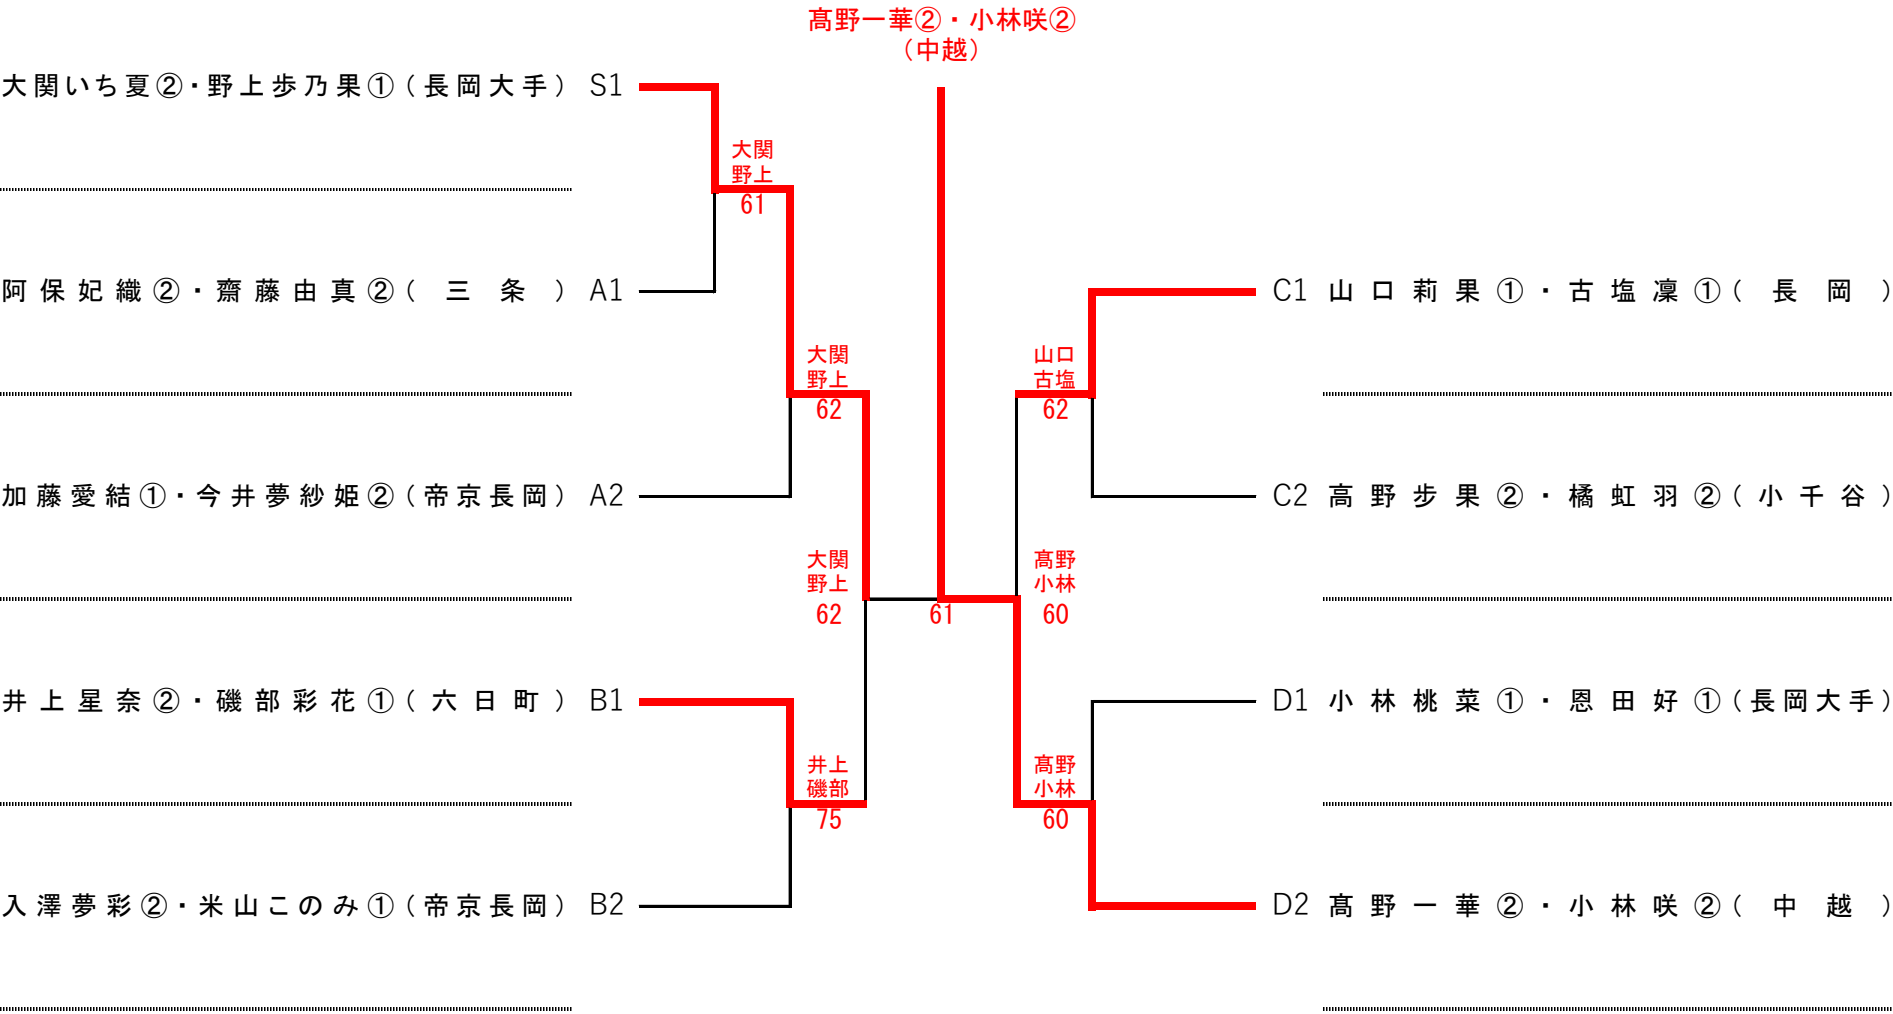 髙野一華②・小林咲②
（中越）
大関いち夏②・野上歩乃果①(長岡大手) S1
大関
野上
61
阿保妃織②・齋藤由真②(三条) A1
C1 山口莉果①・古塩凜①(長岡)
大関
野上
62
山口
古塩
62
加藤愛結①・今井夢紗姫②(帝京長岡) A2
C2 高野歩果②・橘虹羽②(小千谷)
大関
野上
62
61
髙野
小林
60
井上星奈②・磯部彩花①(六日町) B1
D1 小林桃菜①・恩田好①(長岡大手)
井上
磯部
75
髙野
小林
60
入澤夢彩②・米山このみ①(帝京長岡) B2
D2 髙野一華②・小林咲②(中越)